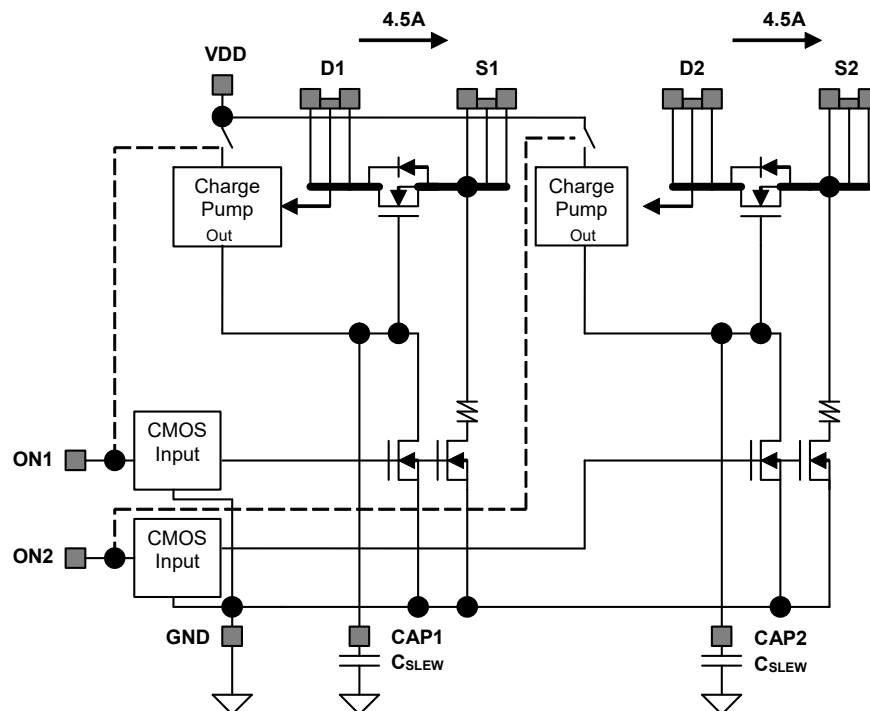 4.5A
4.5A
VDD
D1
S1
D2
S2
Charge
Pump
Out
Charge
Pump
Out
ON1
CMOS
Input
ON2
CMOS
Input
GND
CAP1
CSLEW
CAP2
CSLEW